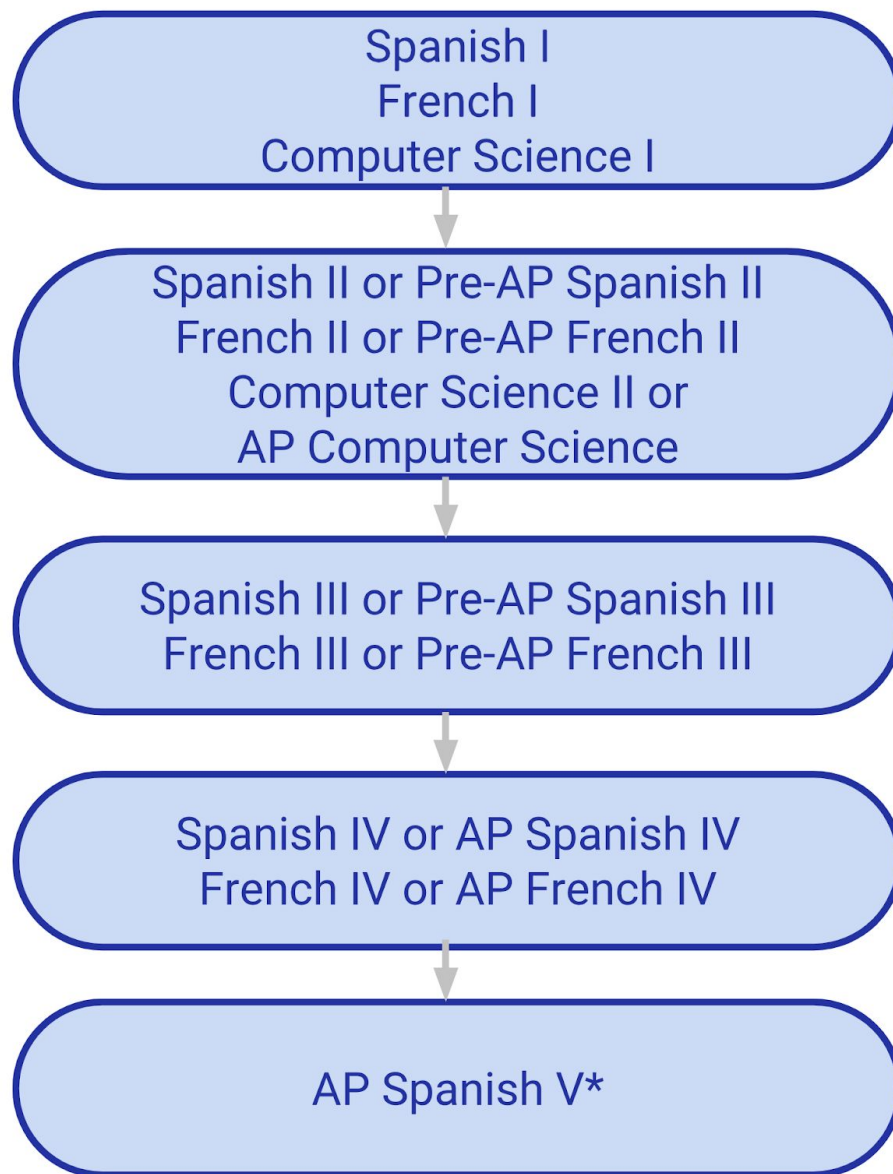 Spanish I
French I
Computer Science I
Spanish II or Pre-AP Spanish II
French II or Pre-AP French II
Computer Science II or
AP Computer Science
Spanish III or Pre-AP Spanish III
French III or Pre-AP French III
Spanish IV or AP Spanish IV
French IV or AP French IV
AP Spanish V*